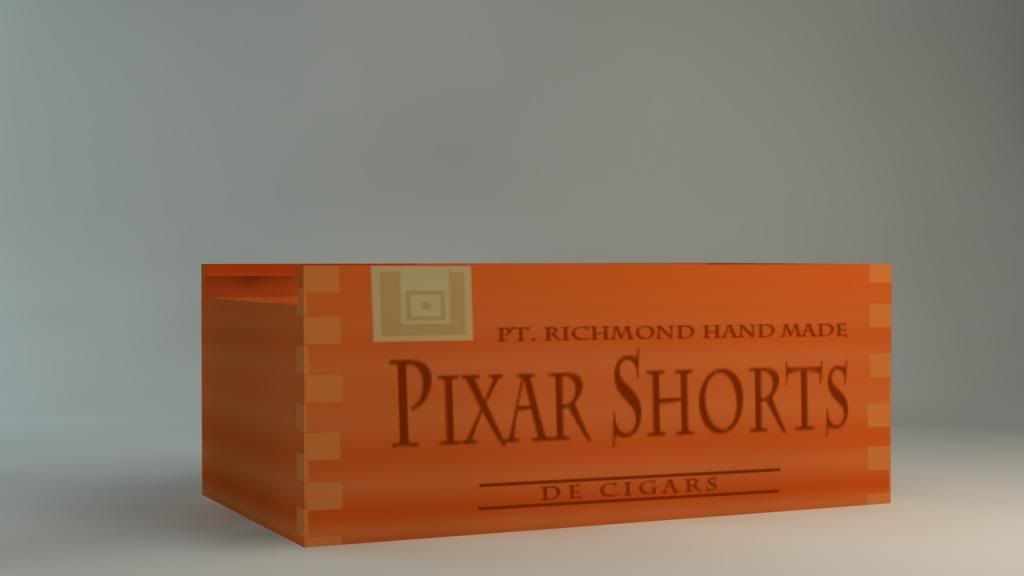 PT. RICHMOND HAND MADE
PIXAR SHORTS
DE CIGARS